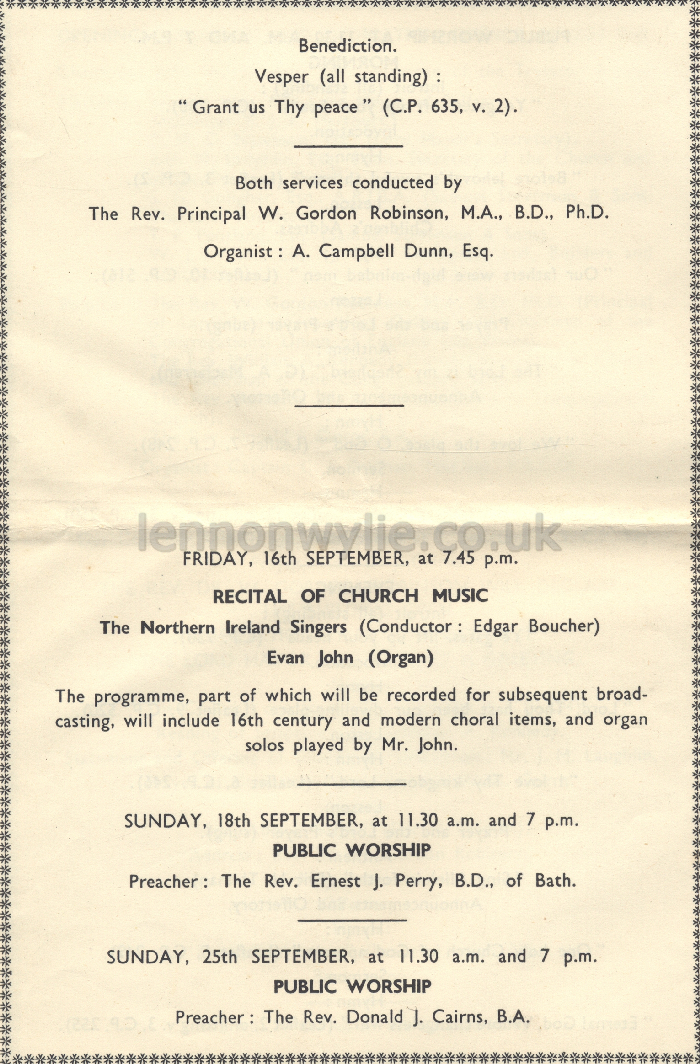 Benediction.
Vesper (all standing) :
“ Grant us Thy peace ” (C.P. 635, v. 2).
Both services conducted by
The Rev. Principal W. Gordon Robinson, M.A., B.D., Ph.D.
Organist : A. Campbell Dunn, Esq.
lennonwylie.co.uk
FRIDAY, 16th SEPTEMBER, at 7.45 p.m.
RECITAL OF CHURCH MUSIC
The Northern Ireland Singers (Conductor : Edgar Boucher)
Evan John (Organ)
The programme, part of which will be recorded for subsequent broad-
casting, will include 16th century and modern choral items, and organ
solos played by Mr. John.
SUNDAY, 18th SEPTEMBER, at 11.30 a.m. and 7 p.m.
PUBLIC WORSHIP
Preacher : The Rev. Ernest J. Perry, B.D., of Bath.
SUNDAY, 25th SEPTEMBER, at 11.30 a.m. and 7 p.m.
PUBLIC WORSHIP
Preacher : The Rev. Donald J. Cairns, B.A.